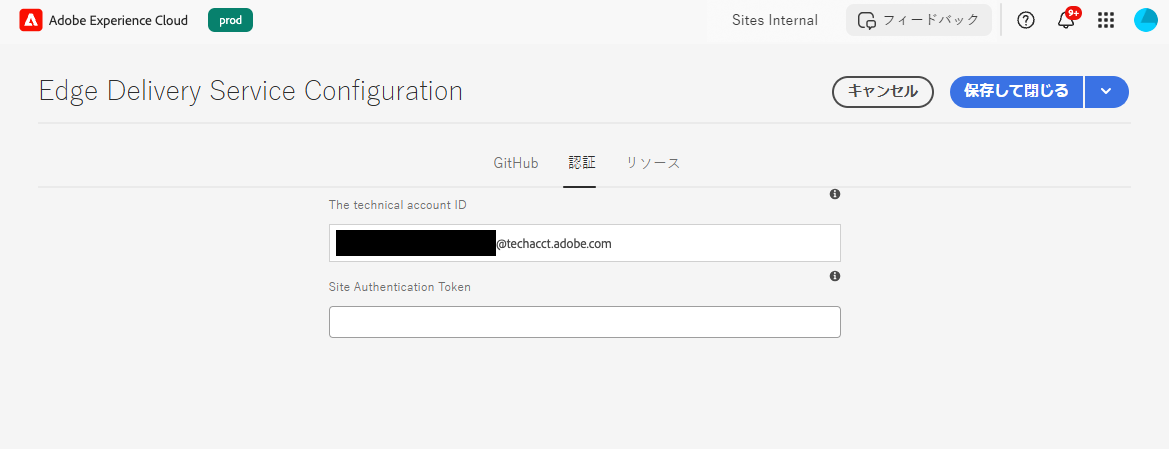 Adobe Experience Cloud
prod
Sites Internal
フィードバック
9+
Edge Delivery Service Configuration
キャンセル
保存して閉じる
GitHub
認証
リソース
The technical account ID
@techacct.adobe.com
Site Authentication Token